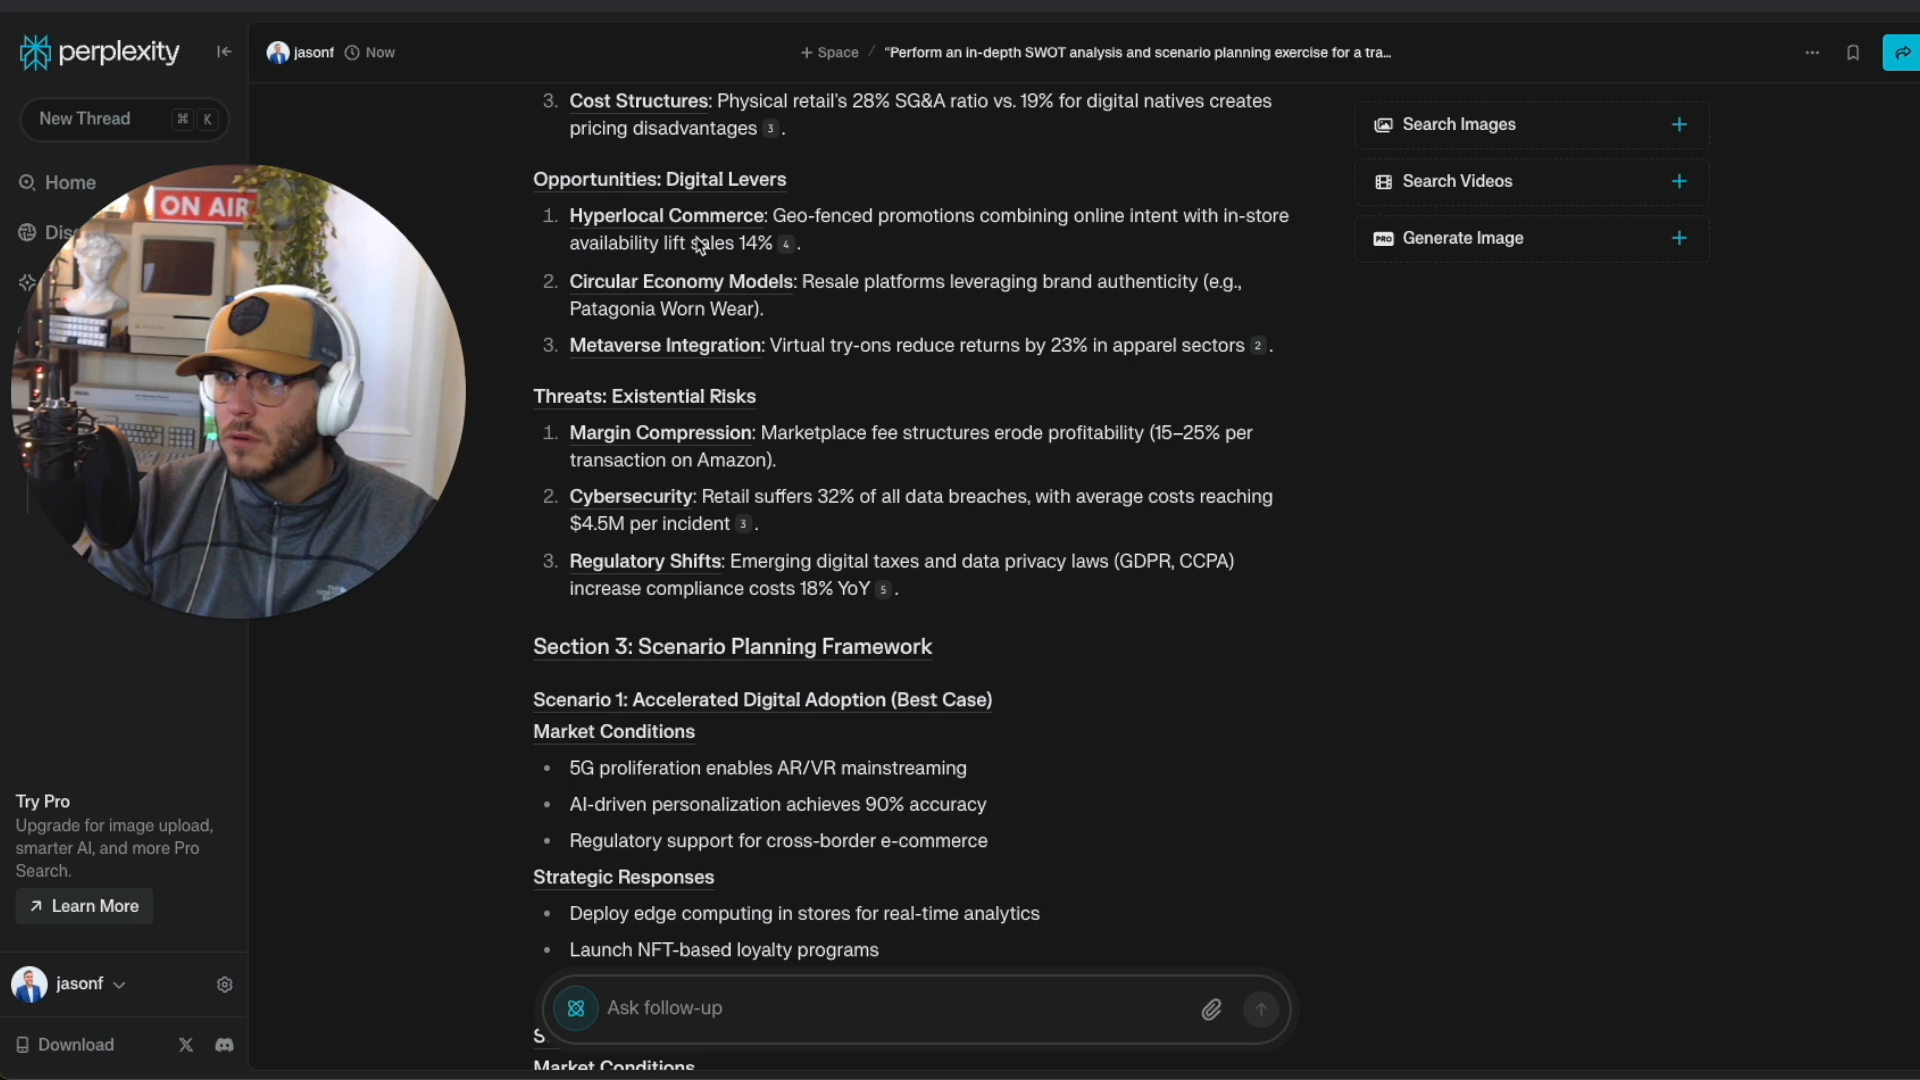 perplexity
New Thread
⌘ K
Home
Dis
Try Pro
Upgrade for image upload,
smarter AI, and more Pro
Search.
Learn More
jasonf
Download
jasonf Now
+ Space / “Perform an in-depth SWOT analysis and scenario planning exercise for a tra...
ON AIR
3. Cost Structures: Physical retail's 28% SG&A ratio vs. 19% for digital natives creates
pricing disadvantages 3 .
Opportunities: Digital Levers
1. Hyperlocal Commerce: Geo-fenced promotions combining online intent with in-store
availability lift sales 14% 4 .
2. Circular Economy Models: Resale platforms leveraging brand authenticity (e.g.,
Patagonia Worn Wear).
3. Metaverse Integration: Virtual try-ons reduce returns by 23% in apparel sectors 2 .
Threats: Existential Risks
1. Margin Compression: Marketplace fee structures erode profitability (15–25% per
transaction on Amazon).
2. Cybersecurity: Retail suffers 32% of all data breaches, with average costs reaching
$4.5M per incident 3 .
3. Regulatory Shifts: Emerging digital taxes and data privacy laws (GDPR, CCPA)
increase compliance costs 18% YoY 5 .
Section 3: Scenario Planning Framework
Scenario 1: Accelerated Digital Adoption (Best Case)
Market Conditions
• 5G proliferation enables AR/VR mainstreaming
• AI-driven personalization achieves 90% accuracy
• Regulatory support for cross-border e-commerce
Strategic Responses
• Deploy edge computing in stores for real-time analytics
• Launch NFT-based loyalty programs
Ask follow-up
S
Market Conditions
Search Images
Search Videos
PRO Generate Image